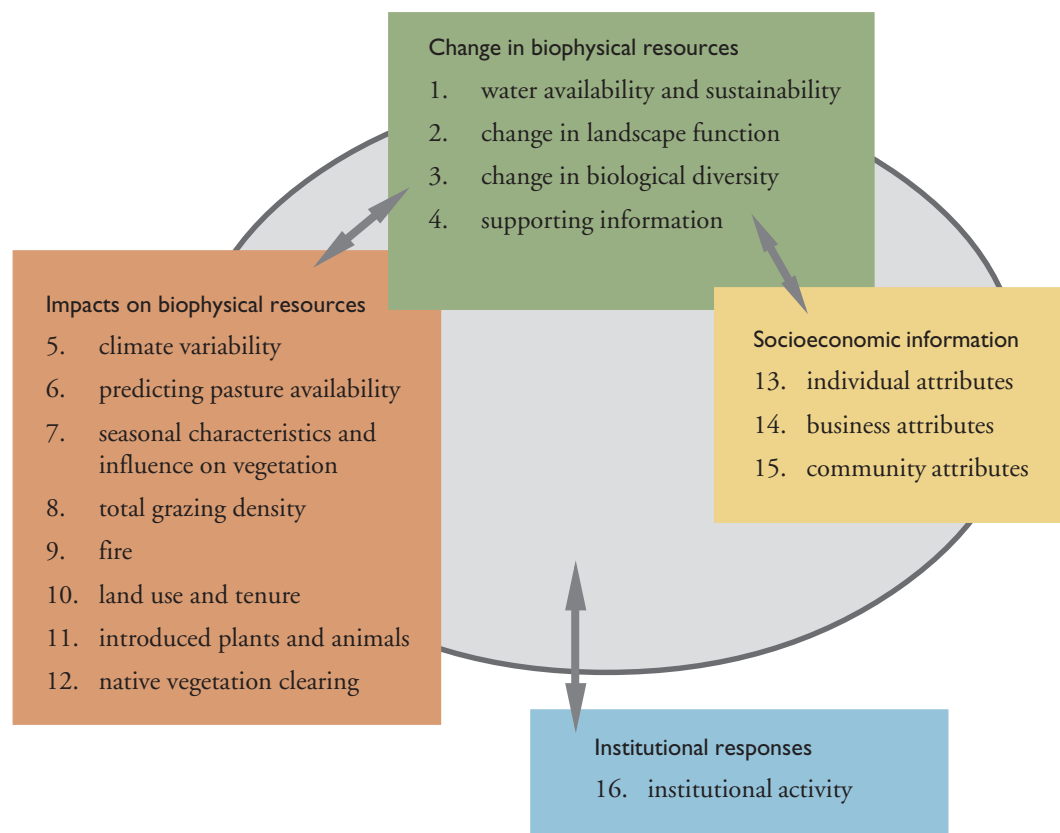 Change in biophysical resources
1. water availability and sustainability
2. change in landscape function
3. change in biological diversity
4. supporting information
Impacts on biophysical resources
5. climate variability
6. predicting pasture availability
7. seasonal characteristics and
influence on vegetation
8. total grazing density
9. fire
10. land use and tenure
11. introduced plants and animals
12. native vegetation clearing
Socioeconomic information
13. individual attributes
14. business attributes
15. community attributes
Institutional responses
16. institutional activity